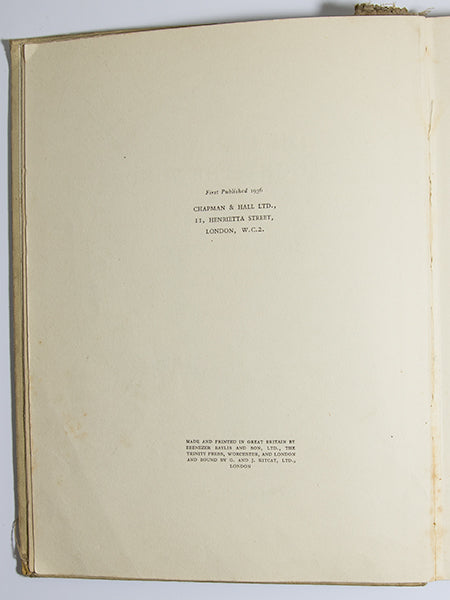 First Published 1936
CHAPMAN & HALL LTD.,
11, HENRIETTA STREET,
LONDON, W.C.2.
MADE AND PRINTED IN GREAT BRITAIN BY
EBENEZER BAYLIS AND SON, LTD., THE
TRINITY PRESS, WORCESTER, AND LONDON
AND BOUND BY G. AND J. KITCAT, LTD.,
LONDON